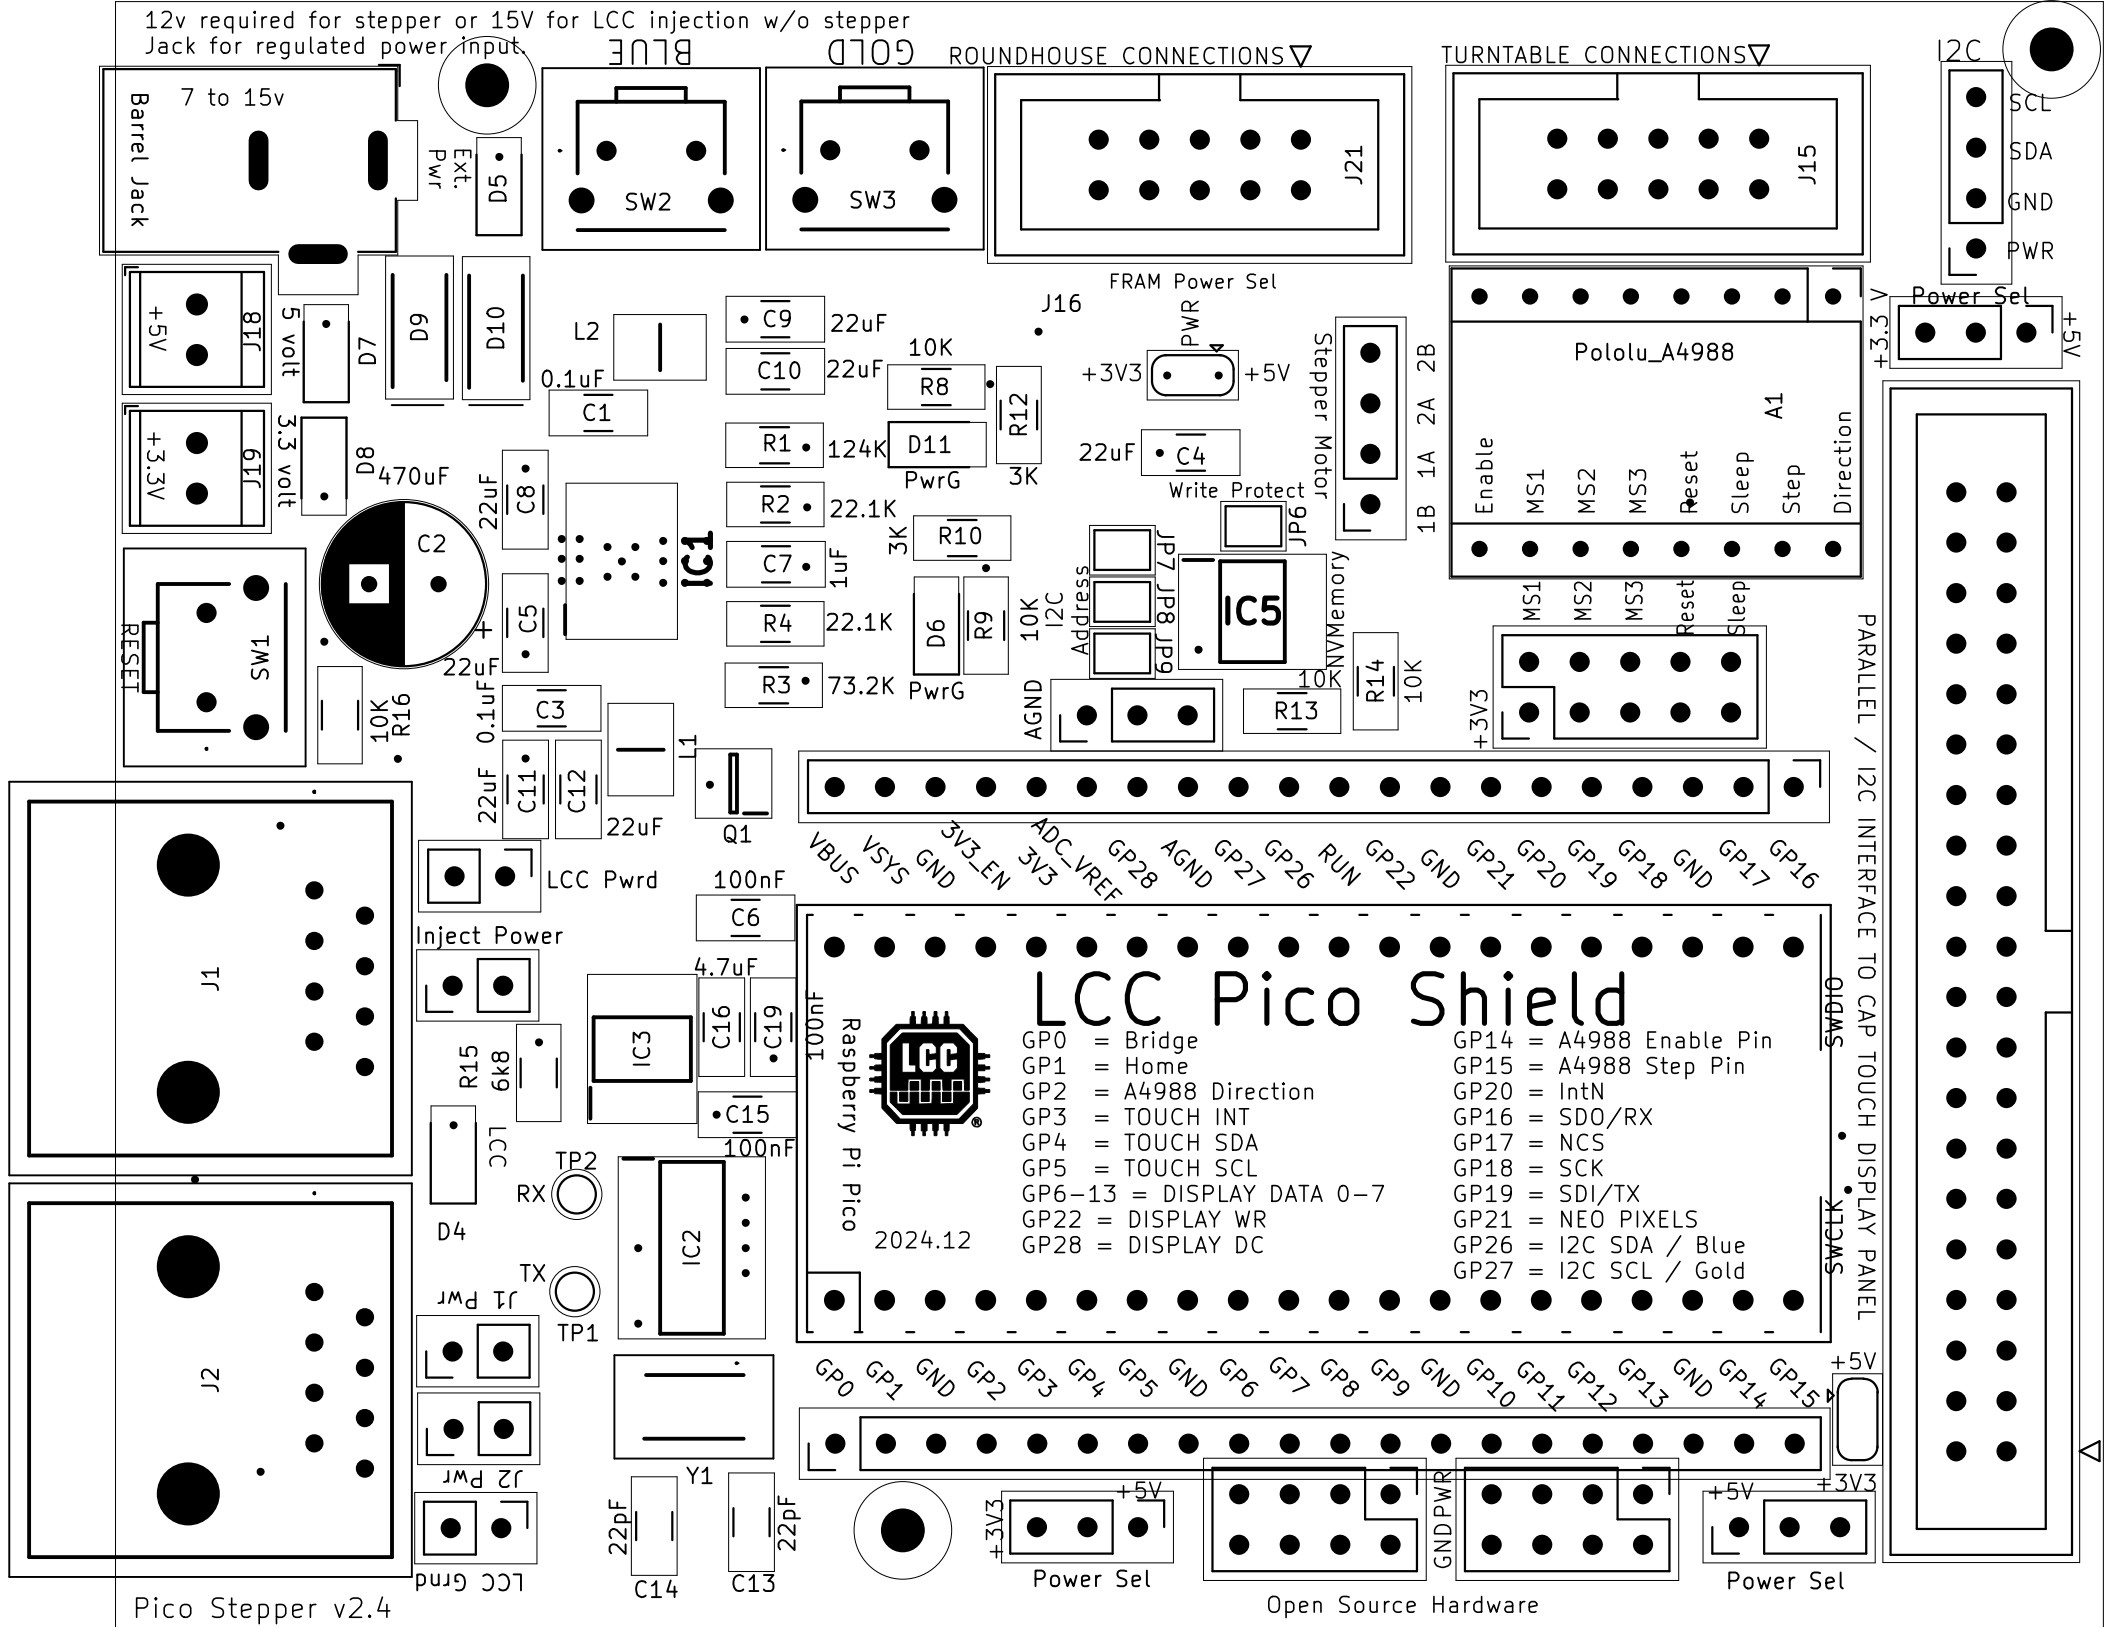 12v required for stepper or 15V for LCC injection w/o stepper
Jack for regulated power input.
BLUE
GOLD
ROUNDHOUSE CONNECTIONS
TURNTABLE CONNECTIONS
I2C
Barrel Jack
7 to 15v
Ext.
Pwr
D5
SW2
SW3
J21
J15
SCL
SDA
GND
PWR
FRAM Power Sel
Power Sel
+3.3 V
+5V
+5V
J18
5 volt
D7
D9
D10
L2
C9
22uF
J16
PWR
+3V3
+5V
Stepper Motor
2B
2A
1A
1B
Pololu_A4988
A1
C10
22uF
10K
R8
0.1uF
C1
R12
3K
+3.3V
J19
3.3 volt
D8
470uF
R1
124K
D11
PwrG
22uF
C4
Enable
MS1
MS2
MS3
Reset
Sleep
Step
Direction
22uF
C8
R2
22.1K
Write Protect
JP6
C2
IC1
3K
R10
C7
1nF
JP7
JP8
JP9
I2C
Address
IC5
NVMemory
MS1
MS2
MS3
Reset
Sleep
RESET
SW1
C5
+
22uF
R4
22.1K
D6
R9
10K
PwrG
R3
73.2K
10K
R16
0.1uF
C3
L1
AGND
10K
R13
R14
10K
+3V3
PARALLEL / I2C INTERFACE TO CAP TOUCH DISPLAY PANEL
22uF
C11
C12
22uF
Q1
VBUS
VSYS
GND
3V3_EN
3V3
ADC_VREF
GP28
AGND
GP27
GP26
RUN
GP22
GND
GP21
GP20
GP19
GP18
GND
GP17
GP16
LCC Pwrd
100nF
C6
J1
Inject Power
4.7uF
C16
C19
100nF
IC3
R15
6k8
C15
100nF
LCC
D4
LCC Pico Shield
Raspberry Pi Pico
LCC
®
2024.12
GP0 = Bridge
GP1 = Home
GP2 = A4988 Direction
GP3 = TOUCH INT
GP4 = TOUCH SDA
GP5 = TOUCH SCL
GP6-13 = DISPLAY DATA 0-7
GP22 = DISPLAY WR
GP28 = DISPLAY DC
GP14 = A4988 Enable Pin
GP15 = A4988 Step Pin
GP20 = IntN
GP16 = SDO/RX
GP17 = NCS
GP18 = SCK
GP19 = SDI/TX
GP21 = NEO PIXELS
GP26 = I2C SDA / Blue
GP27 = I2C SCL / Gold
SWDIO
SWCLK
TP2
RX
IC2
TX
TP1
J1 Pwr
J2
GP0
GP1
GND
GP2
GP3
GP4
GP5
GND
GP6
GP7
GP8
GP9
GND
GP10
GP11
GP12
GP13
GND
GP14
GP15
+5V
+3V3
J2 Pwr
Y1
22pF
C14
22pF
C13
LCC Grnd
+3V3
+5V
Power Sel
PWR
GND
+5V
Power Sel
Pico Stepper v2.4
Open Source Hardware